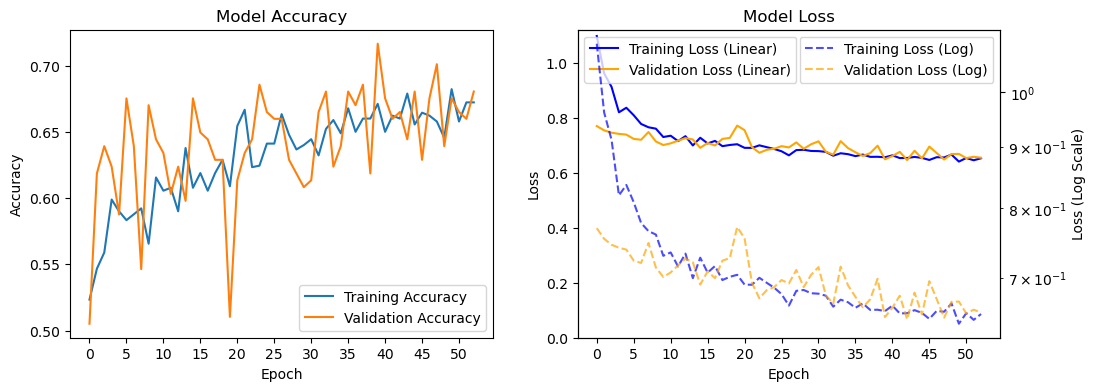 Model Accuracy
0.70
0.65
0.60
0.55
0.50
Accuracy
0 5 10 15 20 25 30 35 40 45 50
Epoch
Training Accuracy
Validation Accuracy
Model Loss
Training Loss (Linear)
Validation Loss (Linear)
Training Loss (Log)
Validation Loss (Log)
1.0
0.8
0.6
0.4
0.2
0.0
Loss
0 5 10 15 20 25 30 35 40 45 50
Epoch
10⁰
9 × 10⁻¹
8 × 10⁻¹
7 × 10⁻¹
Loss (Log Scale)